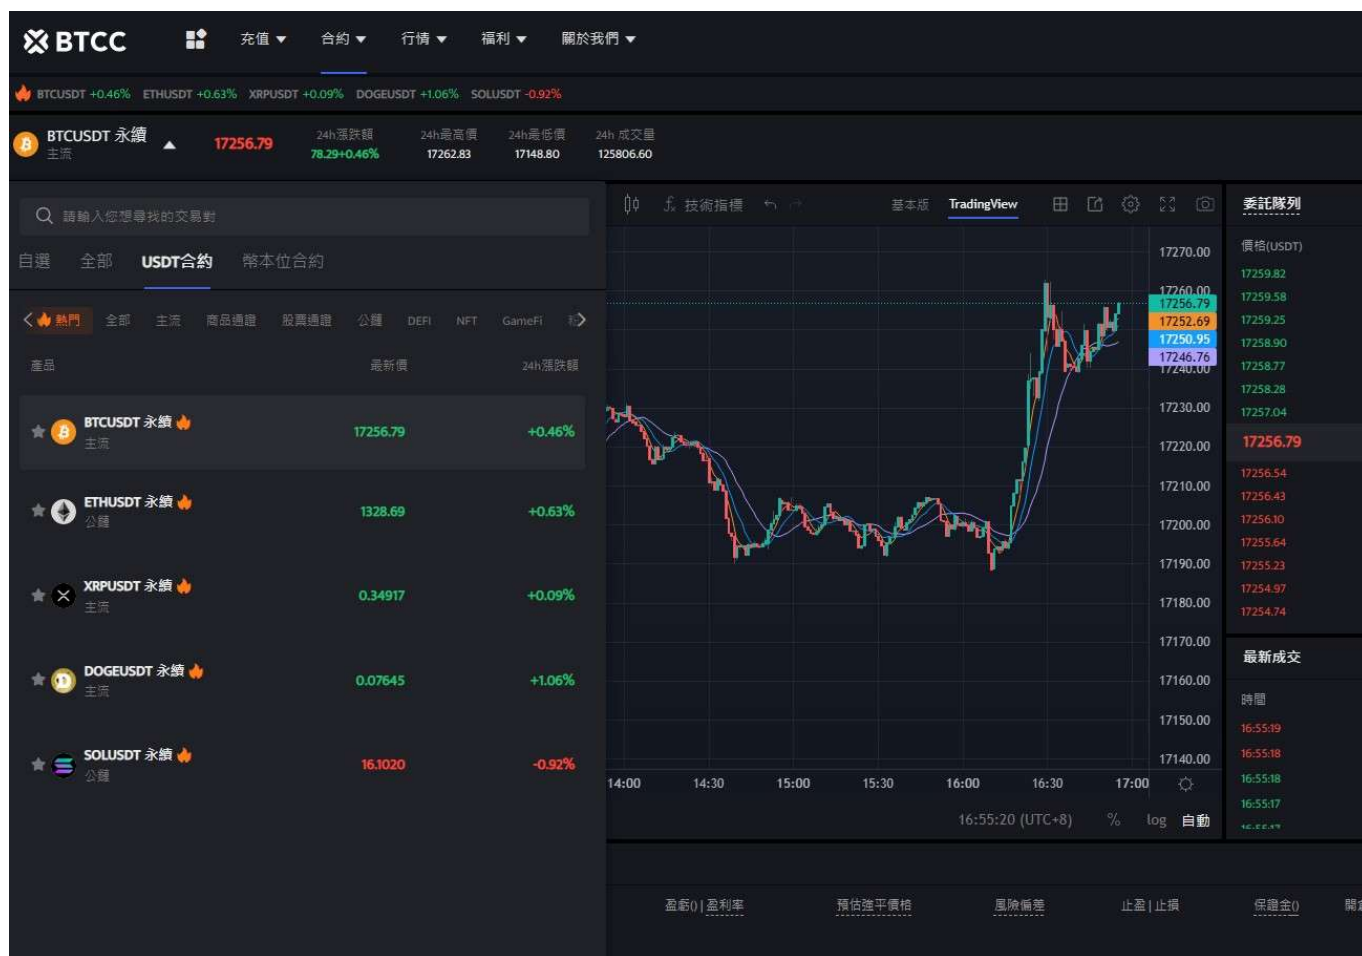 BTCC 充值 合約 行情 福利 關於我們
BTCUSDT +0.46% ETHUSDT +0.63% XRPUSDT +0.09% DOGEUSDT +1.06% SOLUSDT -0.92%
BTCUSDT 永續 17256.79 24h漲跌額 24h最高價 24h最低價 24h 成交量
主流 78.29+0.46% 17262.83 17148.80 125806.60
請輸入您想尋找的交易對
自選 全部 USDT合約 幣本位合約
熱門 全部 主流 商品通證 股票通證 公鏈 DEFI NFT GameFi
產品 最新價 24h漲跌額
BTCUSDT 永續 17256.79 +0.46%
主流
ETHUSDT 永續 1328.69 +0.63%
公鏈
XRPUSDT 永續 0.34917 +0.09%
主流
DOGEUSDT 永續 0.07645 +1.06%
主流
SOLUSDT 永續 16.1020 -0.92%
公鏈
技術指標 基本版 TradingView
17270.00
17260.00
17256.79
17252.69
17250.95
17246.76
17240.00
17230.00
17220.00
17210.00
17200.00
17190.00
17180.00
17170.00
17160.00
17150.00
17140.00
14:00 14:30 15:00 15:30 16:00 16:30 17:00
16:55:20 (UTC+8) % log 自動
委託隊列
價格(USDT)
17259.82
17259.58
17259.25
17258.90
17258.77
17258.28
17257.04
17256.79
17256.54
17256.43
17256.10
17255.64
17255.23
17254.97
17254.74
最新成交
時間
16:55:19
16:55:18
16:55:18
16:55:17
16:55:17
盈虧()|盈利率 預估強平價格 風險偏差 止盈|止損 保證金()